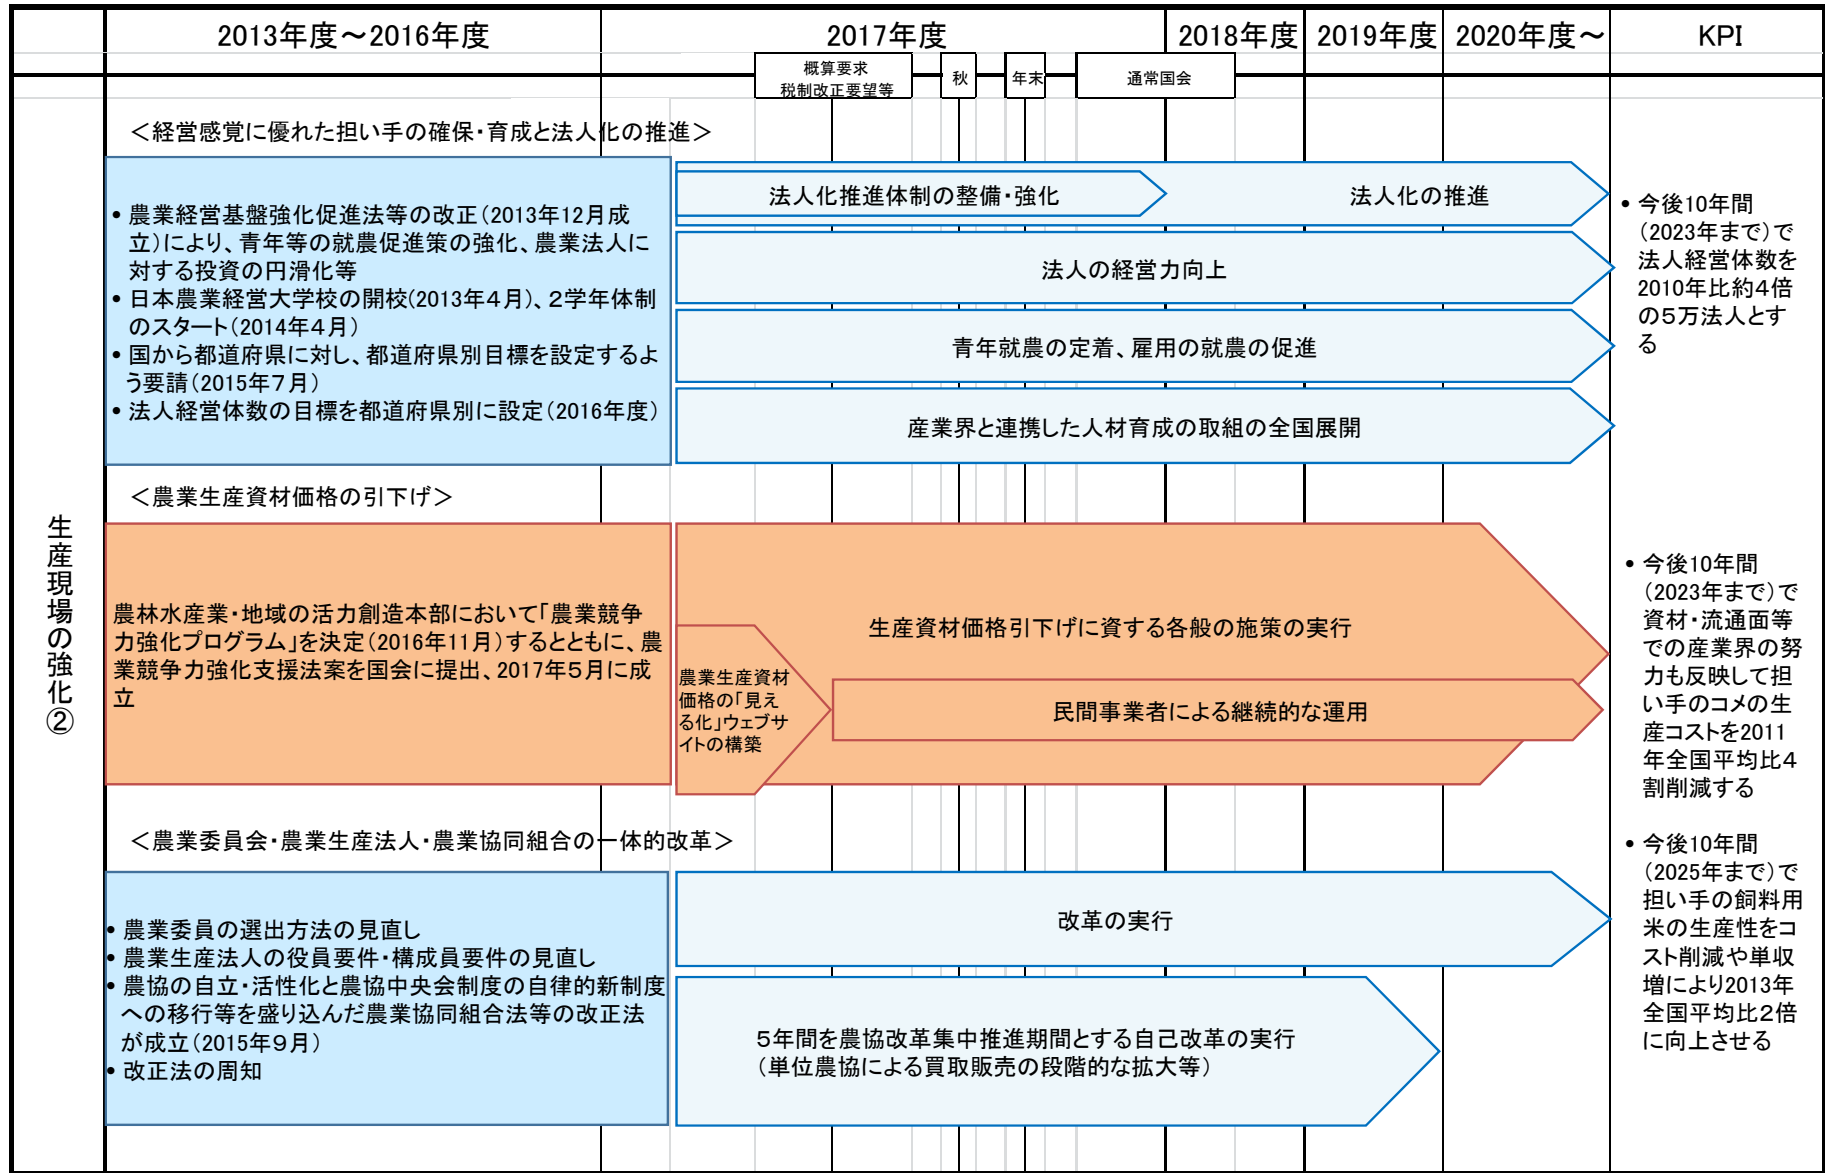 2013年度～2016年度
2017年度
2018年度
2019年度
2020年度～
KPI
概算要求
税制改正要望等
秋
年末
通常国会
生産現場の強化②
＜経営感覚に優れた担い手の確保・育成と法人化の推進＞
• 農業経営基盤強化促進法等の改正（2013年12月成
立）により、青年等の就農促進策の強化、農業法人に
対する投資の円滑化等
• 日本農業経営大学校の開校(2013年４月)、２学年体制
のスタート（2014年４月）
• 国から都道府県に対し、都道府県別目標を設定するよ
う要請（2015年７月）
• 法人経営体数の目標を都道府県別に設定（2016年度）
法人化推進体制の整備・強化
法人化の推進
法人の経営力向上
青年就農の定着、雇用の就農の促進
産業界と連携した人材育成の取組の全国展開
• 今後10年間
（2023年まで）で
法人経営体数を
2010年比約４倍
の５万法人とす
る
＜農業生産資材価格の引下げ＞
農林水産業・地域の活力創造本部において「農業競争
力強化プログラム」を決定（2016年11月）するとともに、農
業競争力強化支援法案を国会に提出、2017年５月に成
立
生産資材価格引下げに資する各般の施策の実行
農業生産資材
価格の「見え
る化」ウェブサ
イトの構築
民間事業者による継続的な運用
• 今後10年間
（2023年まで）で
資材・流通面等
での産業界の努
力も反映して担
い手のコメの生
産コストを2011
年全国平均比４
割削減する
＜農業委員会・農業生産法人・農業協同組合の一体的改革＞
• 農業委員の選出方法の見直し
• 農業生産法人の役員要件・構成員要件の見直し
• 農協の自立・活性化と農協中央会制度の自律的新制度
への移行等を盛り込んだ農業協同組合法等の改正法
が成立（2015年９月）
• 改正法の周知
改革の実行
５年間を農協改革集中推進期間とする自己改革の実行
（単位農協による買取販売の段階的な拡大等）
• 今後10年間
（2025年まで）で
担い手の飼料用
米の生産性をコ
スト削減や単収
増により2013年
全国平均比２倍
に向上させる